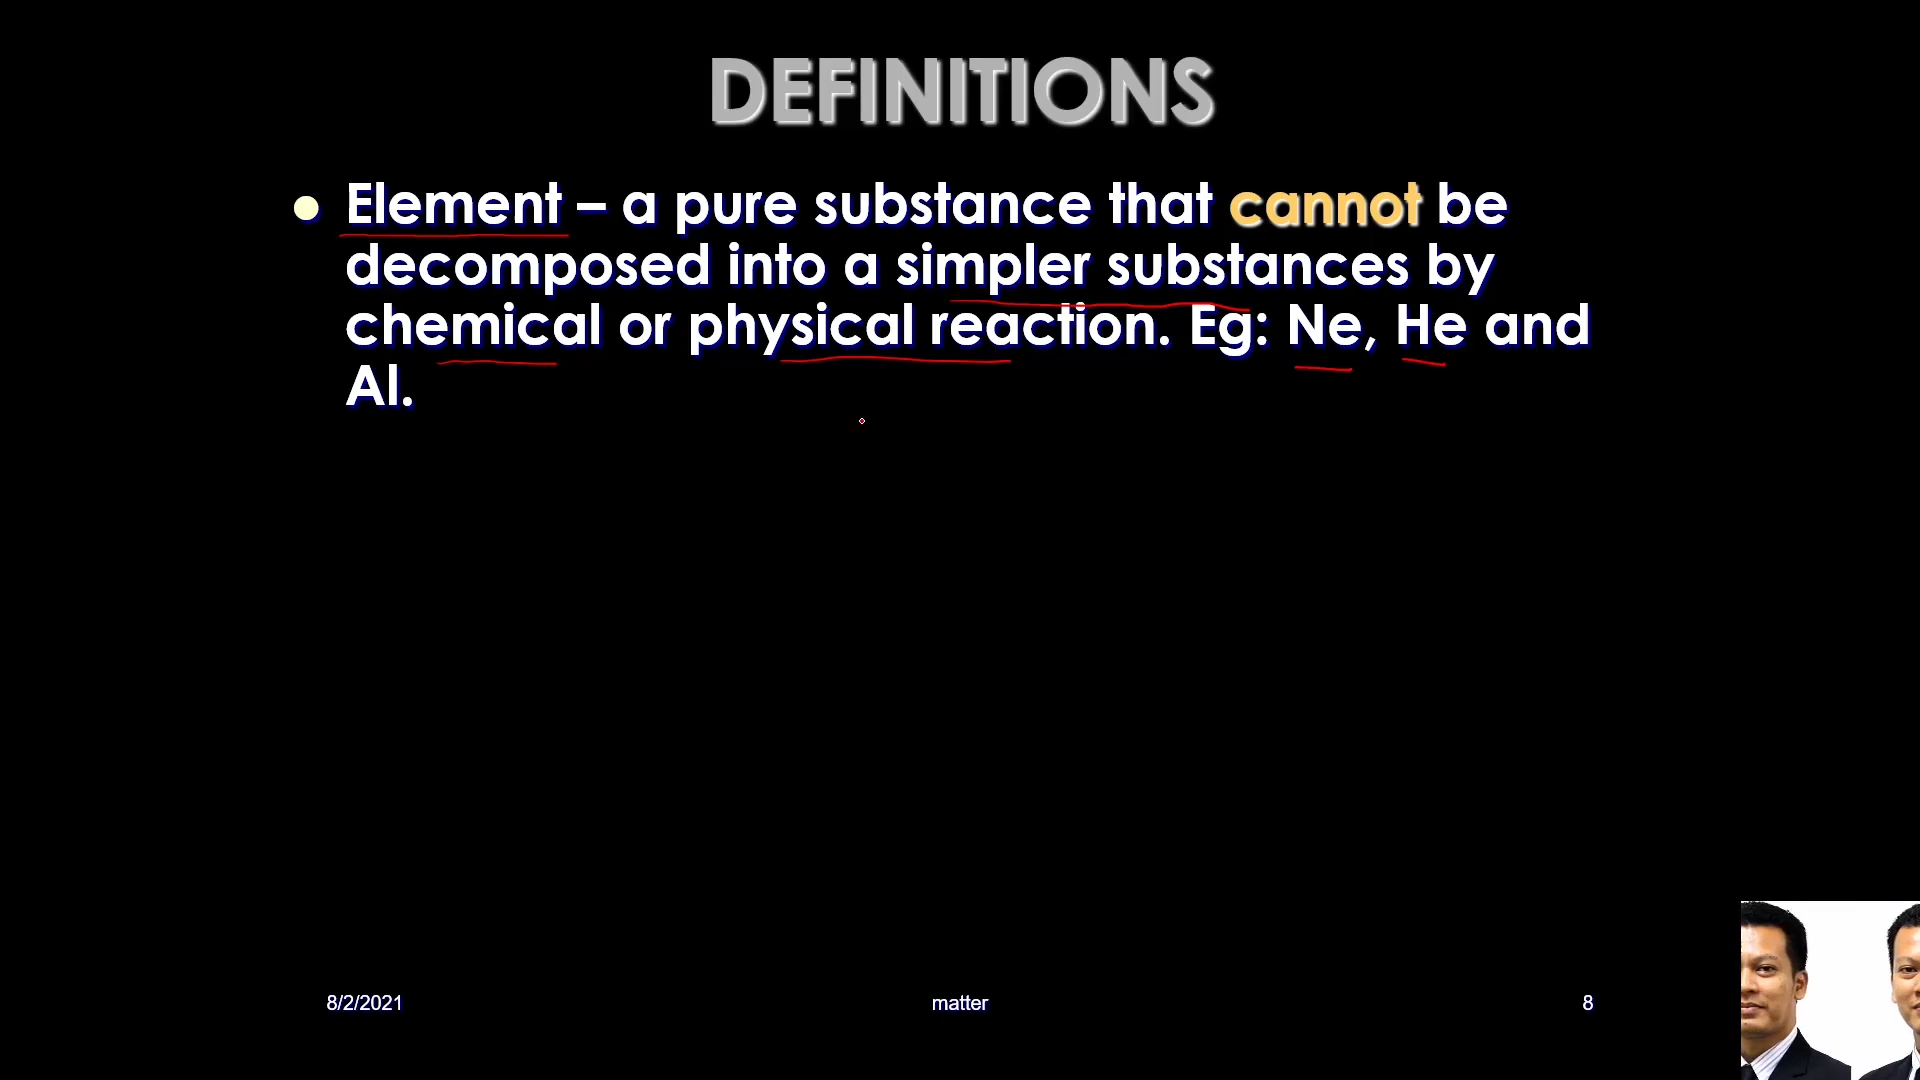 DEFINITIONS
● Element – a pure substance that cannot be
decomposed into a simpler substances by
chemical or physical reaction. Eg: Ne, He and
Al.
8/2/2021
matter
8